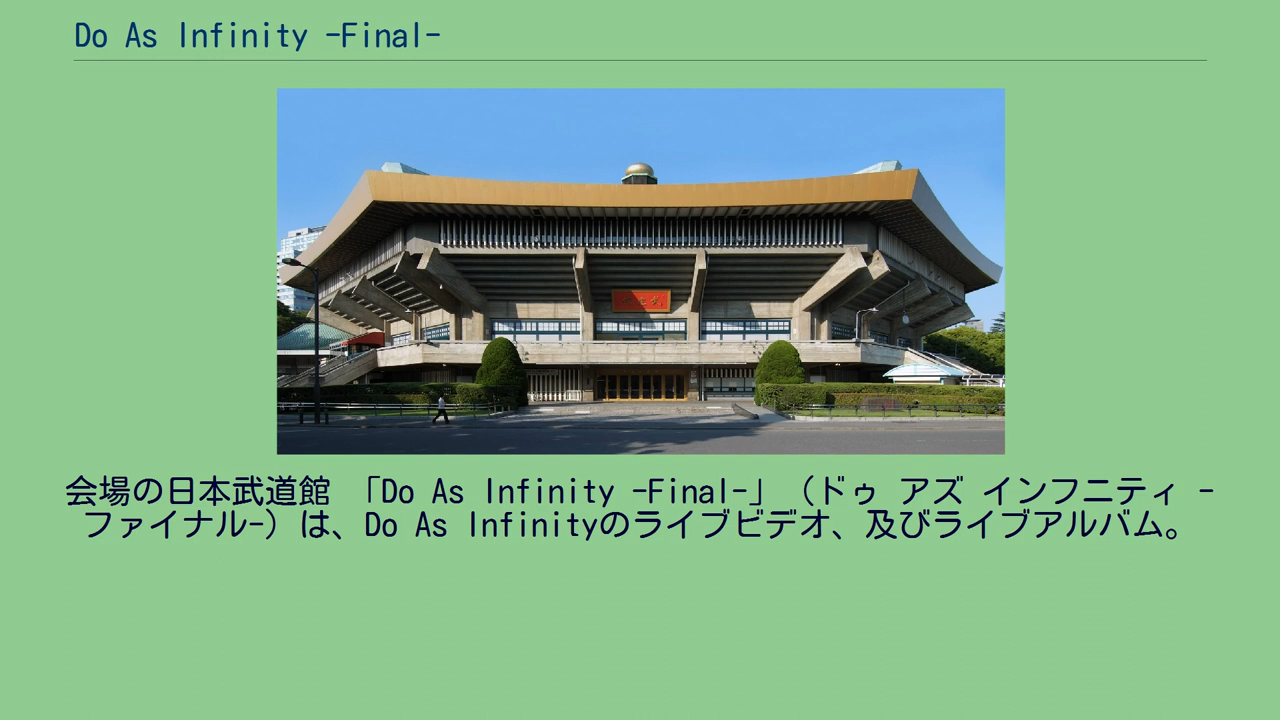 Do As Infinity -Final-
会場の日本武道館 「Do As Infinity -Final-」（ドゥ アズ インフニティ -
ファイナル-）は、Do As Infinityのライブビデオ、及びライブアルバム。